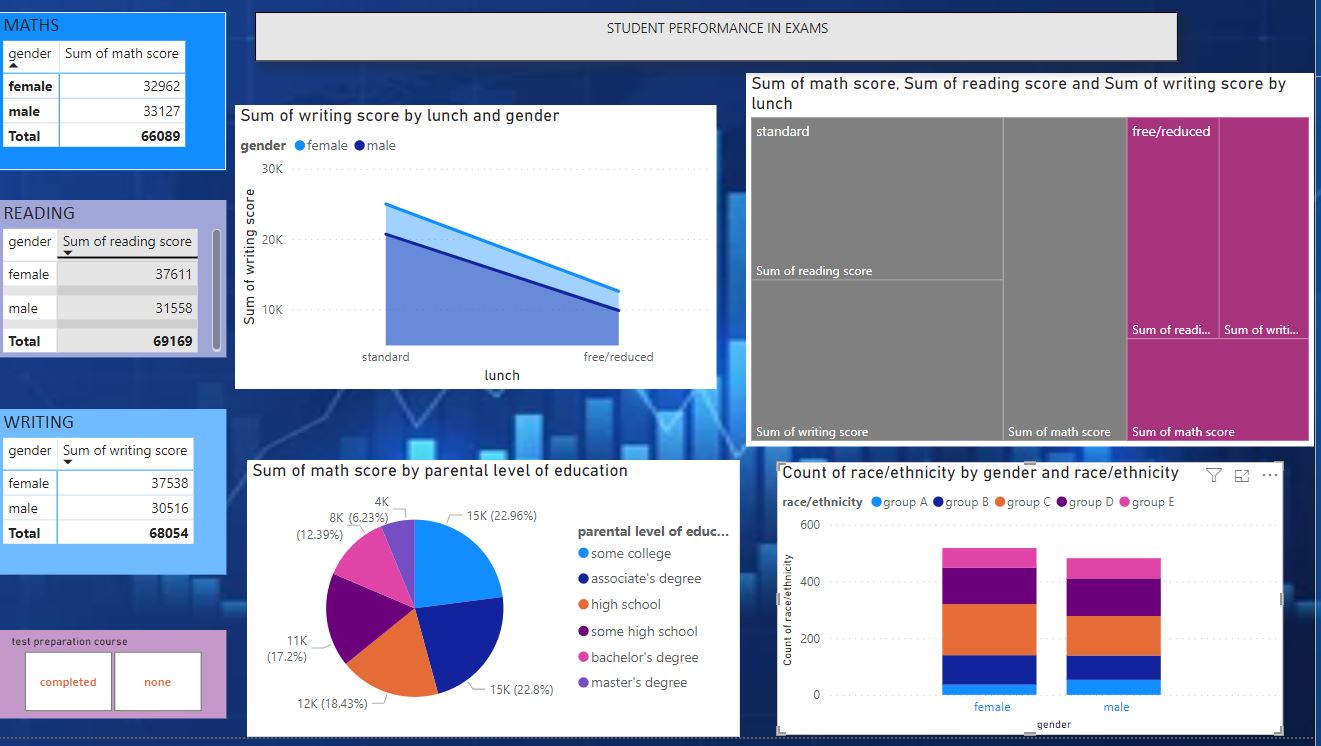 STUDENT PERFORMANCE IN EXAMS
MATHS
gender Sum of math score
female 32962
male 33127
Total 66089
READING
gender Sum of reading score
female 37611
male 31558
Total 69169
WRITING
gender Sum of writing score
female 37538
male 30516
Total 68054
test preparation course
completed none
Sum of writing score by lunch and gender
gender female male
30K
20K
10K
Sum of writing score
standard free/reduced
lunch
Sum of math score, Sum of reading score and Sum of writing score by
lunch
standard free/reduced
Sum of reading score
Sum of readi... Sum of writi...
Sum of writing score Sum of math score Sum of math score
Sum of math score by parental level of education
4K
(6.23%)
8K
(12.39%)
15K (22.96%)
11K
(17.2%)
12K (18.43%)
15K (22.8%)
parental level of educ...
some college
associate's degree
high school
some high school
bachelor's degree
master's degree
Count of race/ethnicity by gender and race/ethnicity
race/ethnicity group A group B group C group D group E
600
400
200
0
Count of race/ethnicity
female male
gender